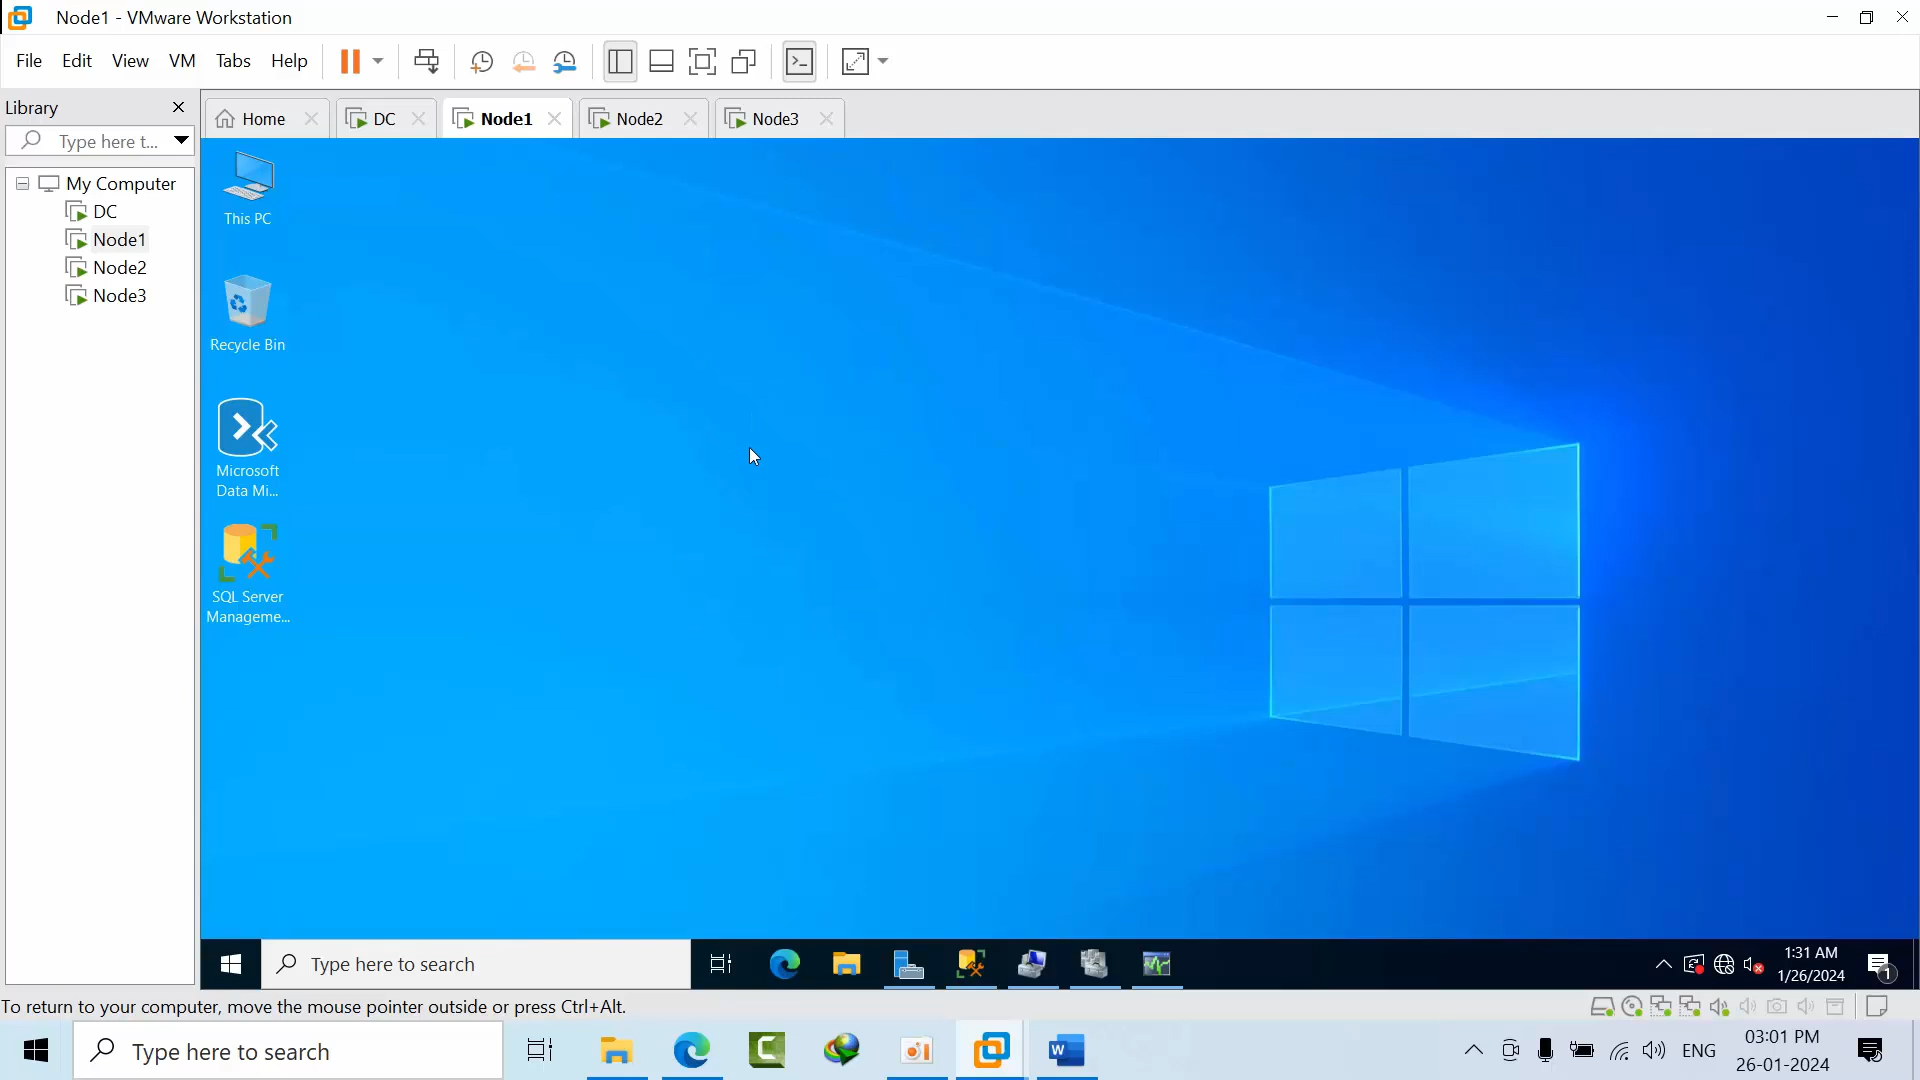 Node1 - VMware Workstation
File Edit View VM Tabs Help
Library
Type here t...
My Computer
DC
Node1
Node2
Node3
Home DC Node1 Node2 Node3
This PC
Recycle Bin
Microsoft
Data Mi...
SQL Server
Manageme...
Type here to search
1:31 AM
1/26/2024
1
To return to your computer, move the mouse pointer outside or press Ctrl+Alt.
Type here to search
ENG
03:01 PM
26-01-2024